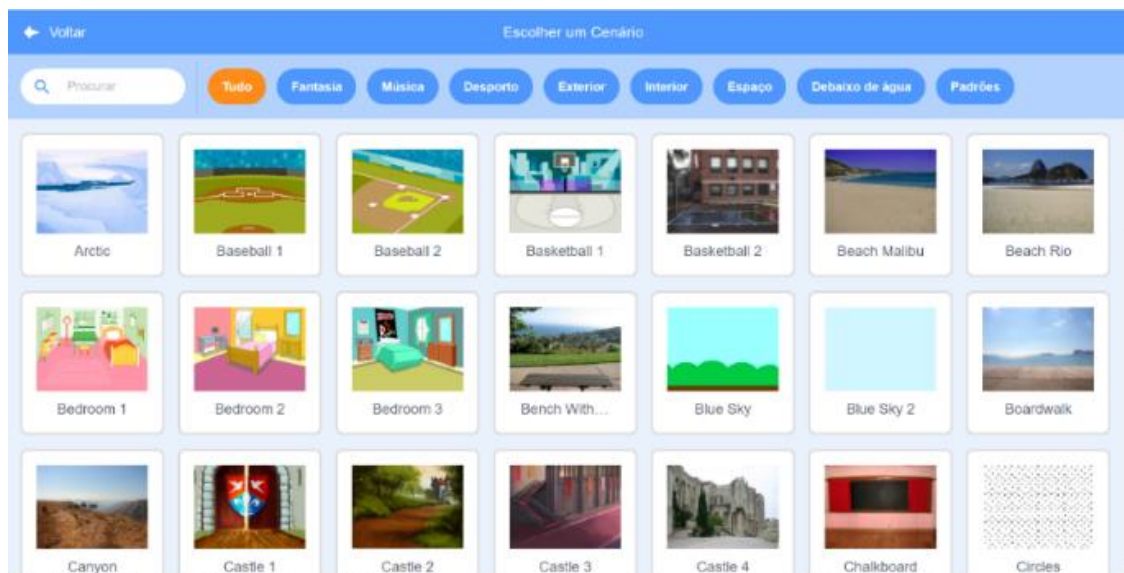 Voltar
Escolher um Cenário
Procurar
Tudo Fantasia Música Desporto Exterior Interior Espaço Debaixo de água Padrões
Arctic Baseball 1 Baseball 2 Basketball 1 Basketball 2 Beach Malibu Beach Rio
Bedroom 1 Bedroom 2 Bedroom 3 Bench With... Blue Sky Blue Sky 2 Boardwalk
Canyon Castle 1 Castle 2 Castle 3 Castle 4 Chalkboard Circles